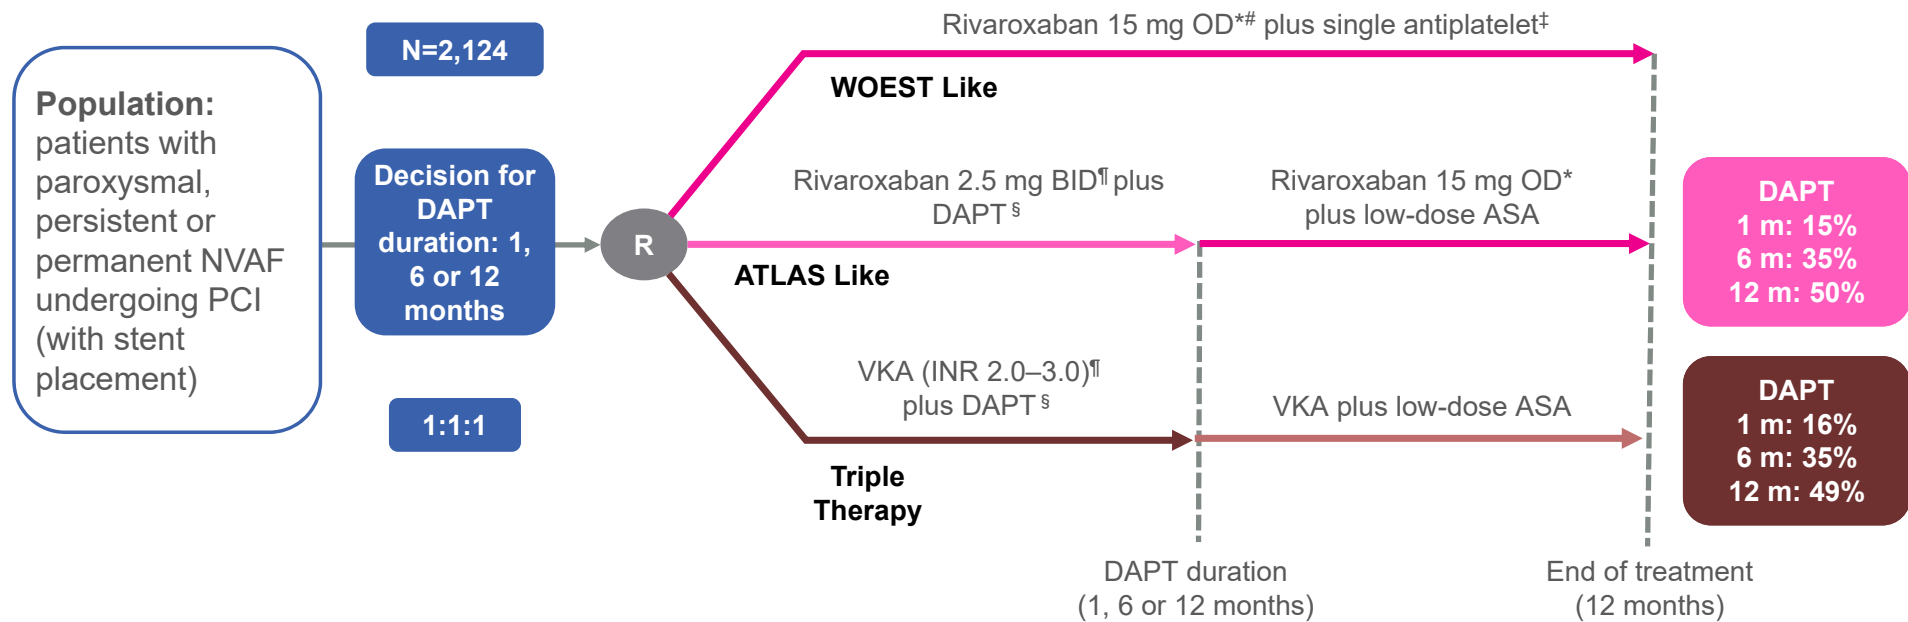 Population:
patients with
paroxysmal,
persistent or
permanent NVAF
undergoing PCI
(with stent
placement)
N=2,124
Decision for
DAPT
duration: 1,
6 or 12
months
1:1:1
R
Rivaroxaban 15 mg OD*# plus single antiplatelet‡
WOEST Like
Rivaroxaban 2.5 mg BID¶ plus
DAPT§
ATLAS Like
Rivaroxaban 15 mg OD*
plus low-dose ASA
VKA (INR 2.0–3.0)¶
plus DAPT§
Triple
Therapy
VKA plus low-dose ASA
DAPT duration
(1, 6 or 12 months)
End of treatment
(12 months)
DAPT
1 m: 15%
6 m: 35%
12 m: 50%
DAPT
1 m: 16%
6 m: 35%
12 m: 49%